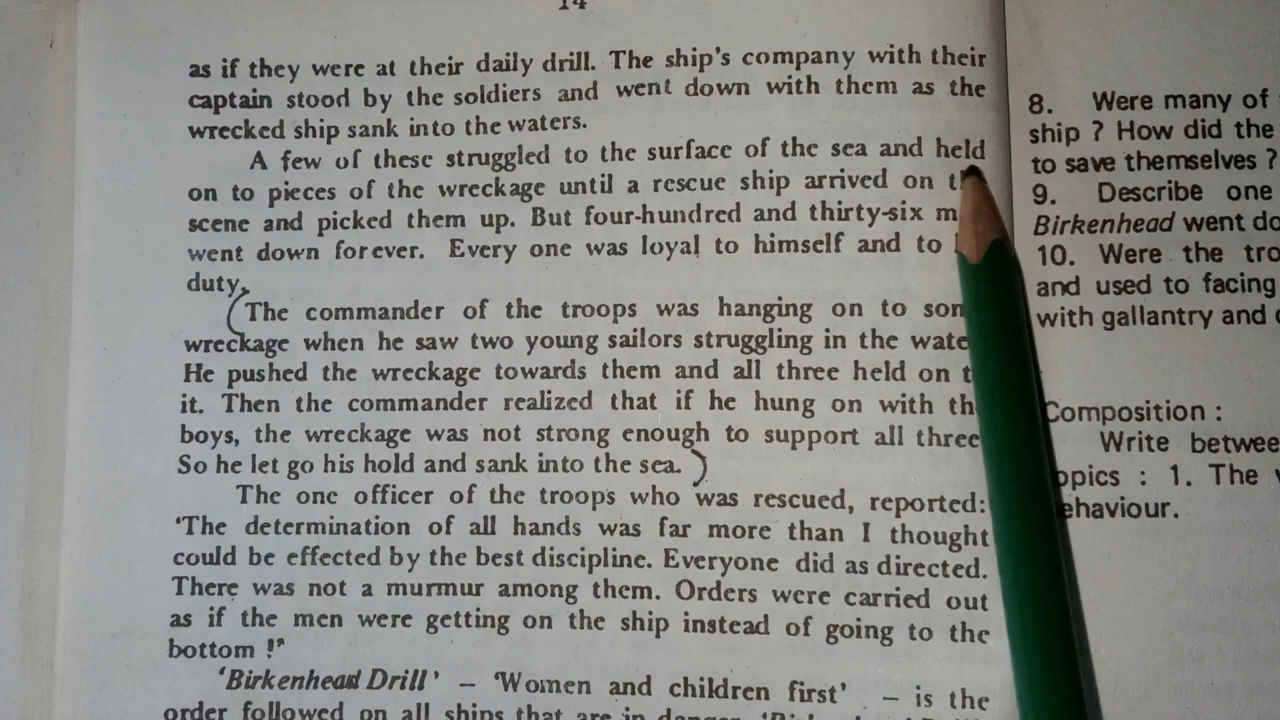 14
as if they were at their daily drill. The ship's company with their
captain stood by the soldiers and went down with them as the
wrecked ship sank into the waters.
A few of these struggled to the surface of the sea and held
on to pieces of the wreckage until a rescue ship arrived on
scene and picked them up. But four-hundred and thirty-six
went down forever. Every one was loyal to himself and to
duty.
(The commander of the troops was hanging on to
wreckage when he saw two young sailors struggling in the
He pushed the wreckage towards them and all three held on
it. Then the commander realized that if he hung on with
boys, the wreckage was not strong enough to support all three
So he let go his hold and sank into the sea. )
The one officer of the troops who was rescued, reported:
'The determination of all hands was far more than I thought
could be effected by the best discipline. Everyone did as directed.
There was not a murmur among them. Orders were carried out
as if the men were getting on the ship instead of going to the
bottom !"
'Birkenhead Drill' – 'Women and children first' – is the
order followed on all ships that are in danger.
8. Were many of
ship ? How did the
to save themselves ?
9. Describe one
Birkenhead went
10. Were the
and used to facing
with gallantry and
Composition :
Write
: 1. The